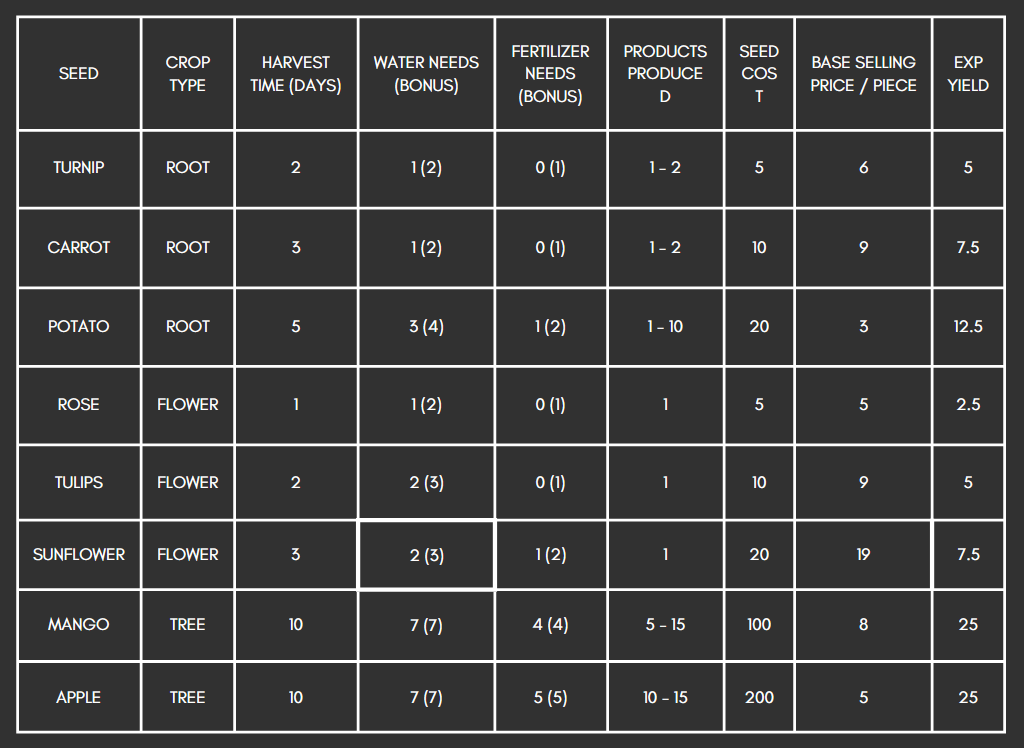 SEED CROP TYPE HARVEST TIME (DAYS) WATER NEEDS (BONUS) FERTILIZER NEEDS (BONUS) PRODUCTS PRODUCE D SEED COS T BASE SELLING PRICE / PIECE EXP YIELD
TURNIP ROOT 2 1 (2) 0 (1) 1 - 2 5 6 5
CARROT ROOT 3 1 (2) 0 (1) 1 - 2 10 9 7.5
POTATO ROOT 5 3 (4) 1 (2) 1 - 10 20 3 12.5
ROSE FLOWER 1 1 (2) 0 (1) 1 5 5 2.5
TULIPS FLOWER 2 2 (3) 0 (1) 1 10 9 5
SUNFLOWER FLOWER 3 2 (3) 1 (2) 1 20 19 7.5
MANGO TREE 10 7 (7) 4 (4) 5 - 15 100 8 25
APPLE TREE 10 7 (7) 5 (5) 10 - 15 200 5 25